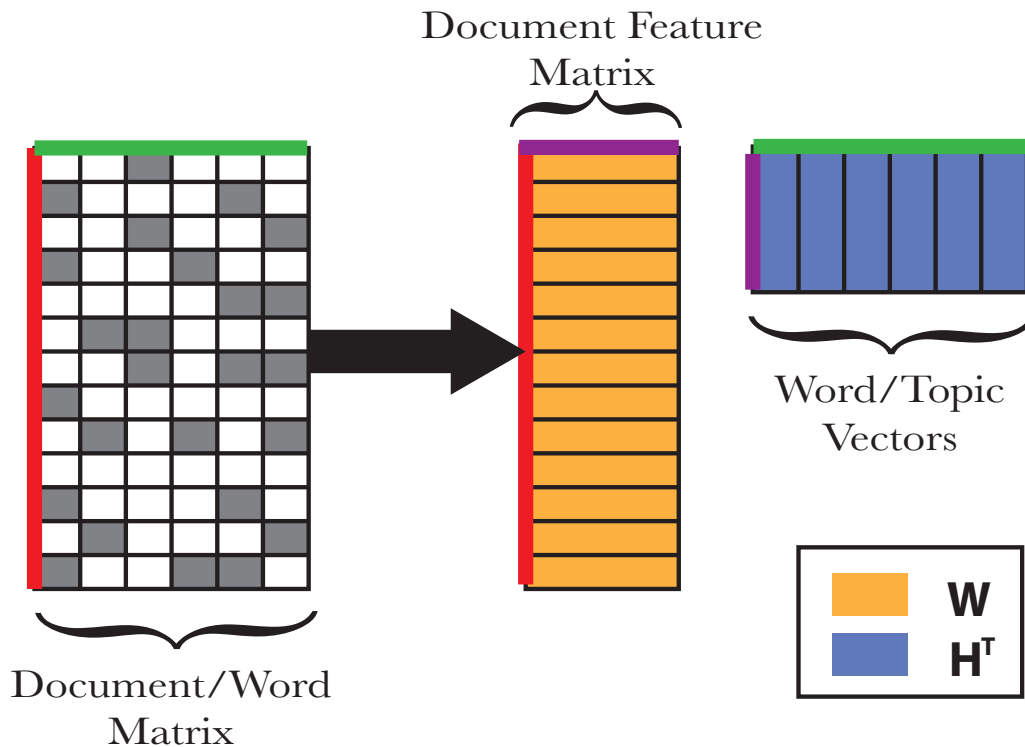 Document Feature
Matrix
Word/Topic
Vectors
W
H^T
Document/Word
Matrix